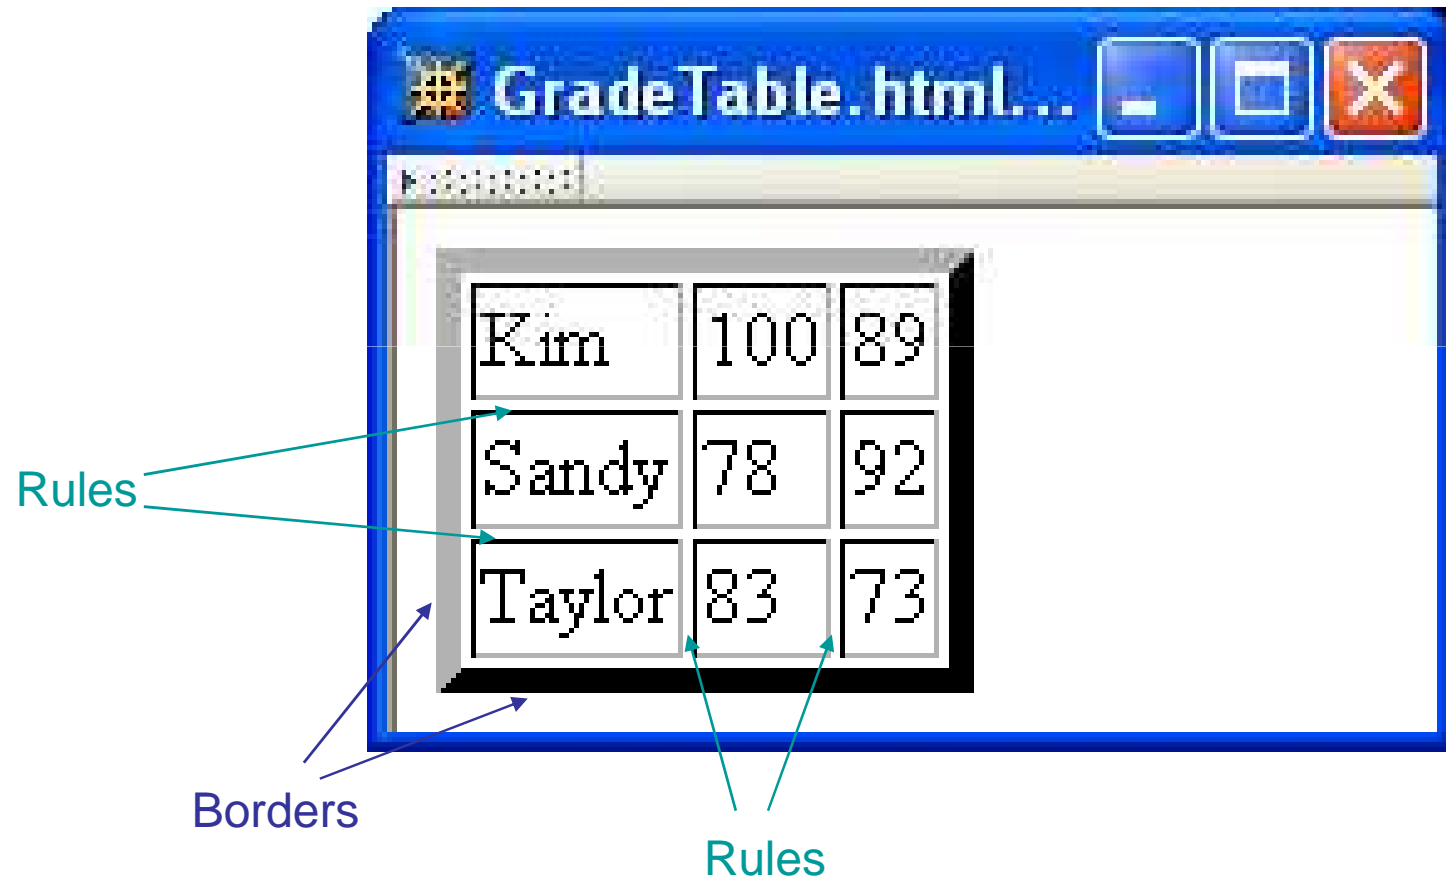 GradeTable.html...
Kim 100 89
Sandy 78 92
Rules
Taylor 83 73
Borders
Rules